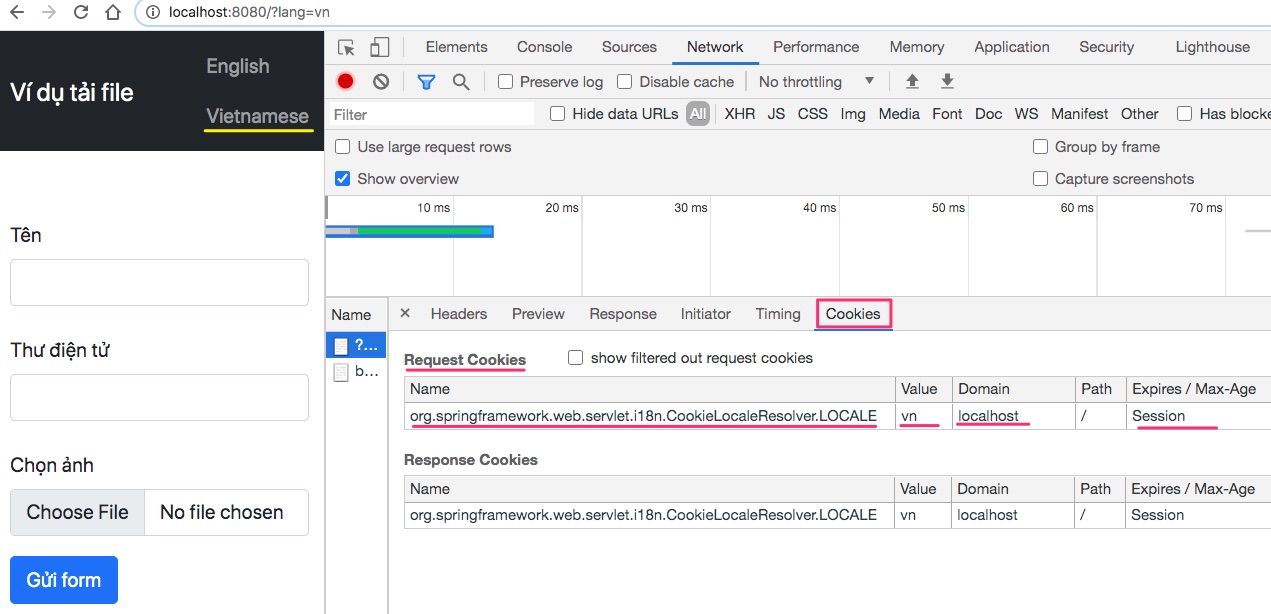 localhost:8080/?lang=vn
Ví dụ tải file
English
Vietnamese
Tên
Thư điện tử
Chọn ảnh
Choose File No file chosen
Gửi form
Elements Console Sources Network Performance Memory Application Security Lighthouse
Preserve log Disable cache No throttling
Filter Hide data URLs All XHR JS CSS Img Media Font Doc WS Manifest Other Has blocke
Use large request rows Group by frame
Show overview Capture screenshots
10 ms 20 ms 30 ms 40 ms 50 ms 60 ms 70 ms
Name
?...
b...
× Headers Preview Response Initiator Timing Cookies
Request Cookies show filtered out request cookies
Name Value Domain Path Expires / Max-Age
org.springframework.web.servlet.i18n.CookieLocaleResolver.LOCALE vn localhost / Session
Response Cookies
Name Value Domain Path Expires / Max-Age
org.springframework.web.servlet.i18n.CookieLocaleResolver.LOCALE vn localhost / Session